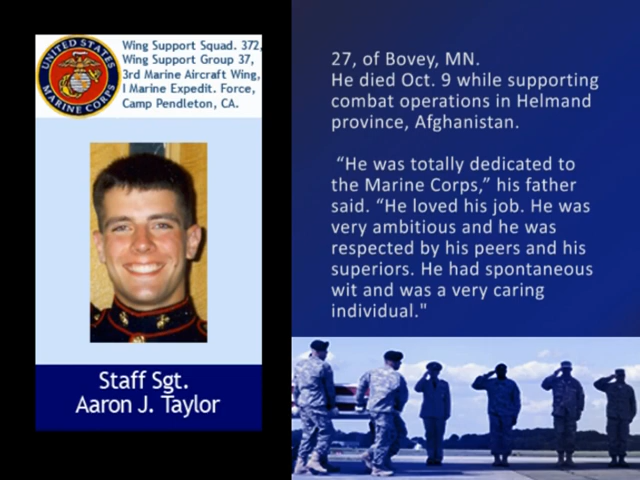 UNITED STATES
MARINE CORPS
Wing Support Squad. 372,
Wing Support Group 37,
3rd Marine Aircraft Wing,
I Marine Expedit. Force,
Camp Pendleton, CA.
Staff Sgt.
Aaron J. Taylor
27, of Bovey, MN.
He died Oct. 9 while supporting
combat operations in Helmand
province, Afghanistan.
“He was totally dedicated to
the Marine Corps,” his father
said. “He loved his job. He was
very ambitious and he was
respected by his peers and his
superiors. He had spontaneous
wit and was a very caring
individual."